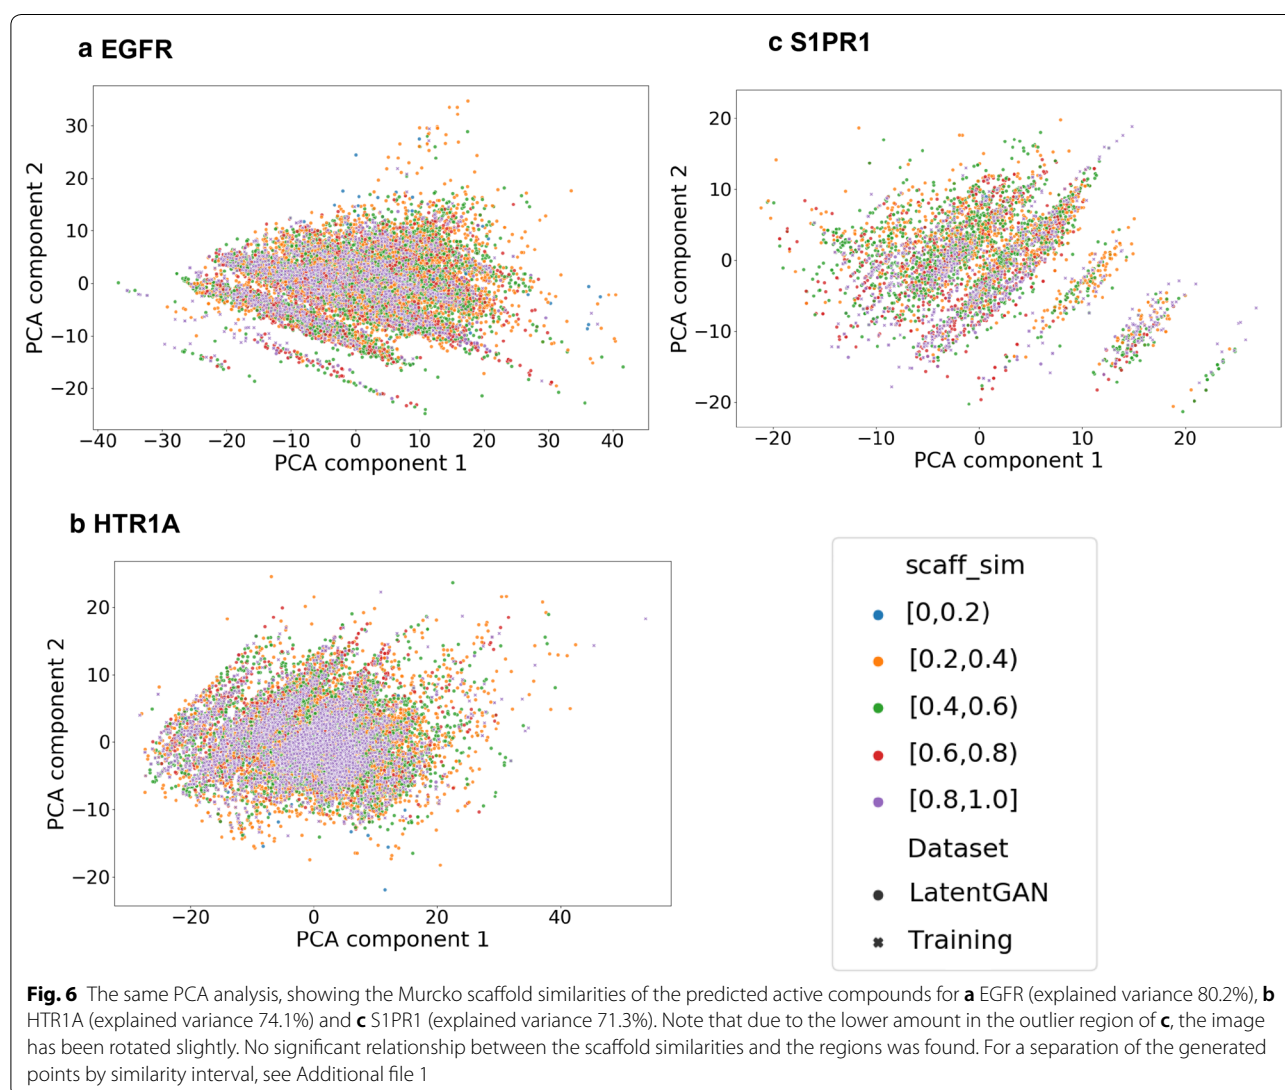 a EGFR
30
20
10
0
−10
−20
PCA component 2
−40 −30 −20 −10 0 10 20 30 40
PCA component 1
c S1PR1
20
10
0
−10
−20
PCA component 2
−20 −10 0 10 20
PCA component 1
b HTR1A
20
10
0
−10
−20
PCA component 2
−20 0 20 40
PCA component 1
scaff_sim
[0,0.2)
[0.2,0.4)
[0.4,0.6)
[0.6,0.8)
[0.8,1.0]
Dataset
LatentGAN
Training
Fig. 6 The same PCA analysis, showing the Murcko scaffold similarities of the predicted active compounds for a EGFR (explained variance 80.2%), b
HTR1A (explained variance 74.1%) and c S1PR1 (explained variance 71.3%). Note that due to the lower amount in the outlier region of c, the image
has been rotated slightly. No significant relationship between the scaffold similarities and the regions was found. For a separation of the generated
points by similarity interval, see Additional file 1